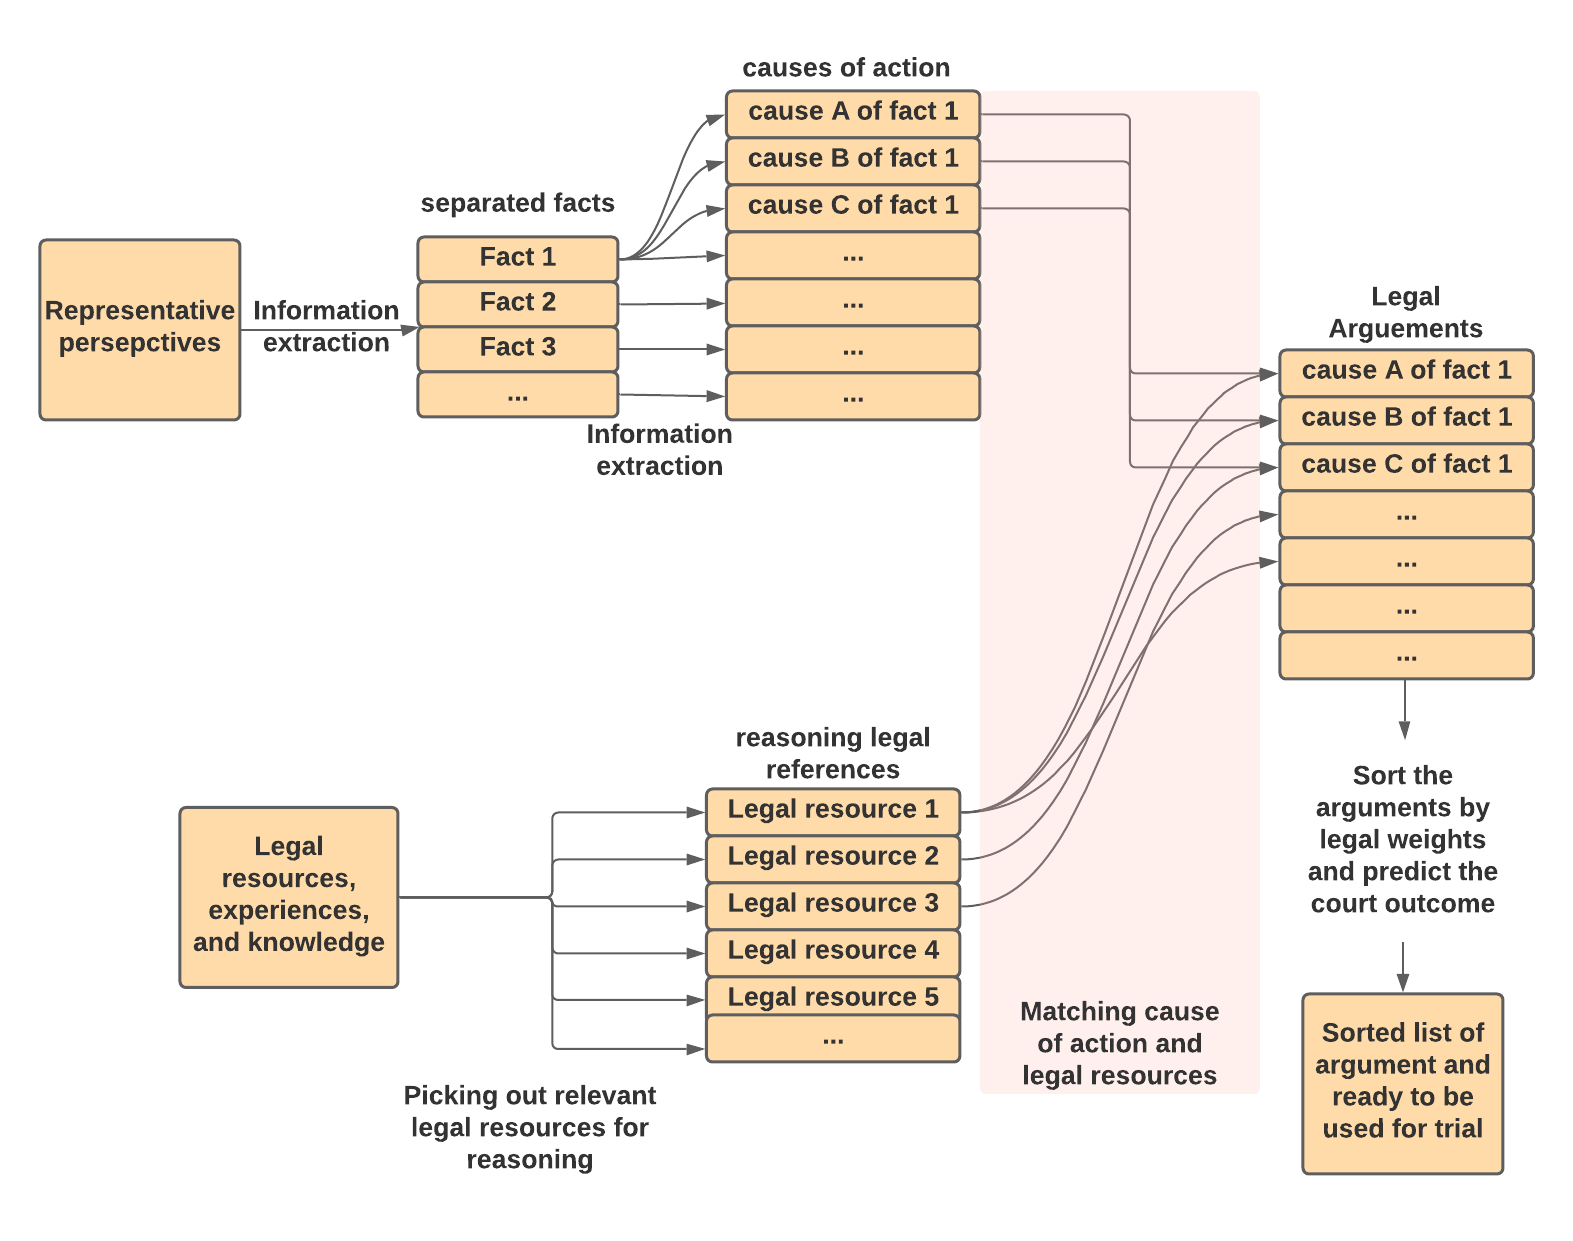 causes of action
cause A of fact 1
cause B of fact 1
cause C of fact 1
...
...
...
...
separated facts
Fact 1
Fact 2
Fact 3
...
Representative
persepctives
Information
extraction
Information
extraction
Legal
Arguements
cause A of fact 1
cause B of fact 1
cause C of fact 1
...
...
...
...
reasoning legal
references
Legal resource 1
Legal resource 2
Legal resource 3
Legal resource 4
Legal resource 5
...
Legal
resources,
experiences,
and knowledge
Picking out relevant
legal resources for
reasoning
Matching cause
of action and
legal resources
Sort the
arguments by
legal weights
and predict the
court outcome
Sorted list of
argument and
ready to be
used for trial